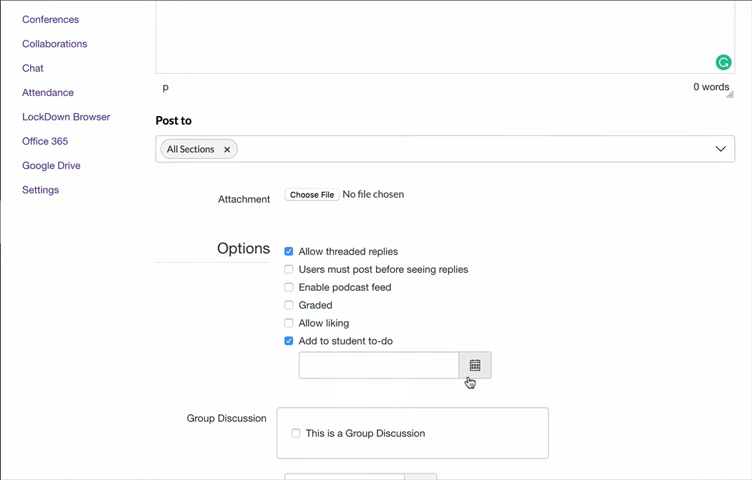 Conferences
Collaborations
Chat
Attendance
LockDown Browser
Office 365
Google Drive
Settings
p
0 words
Post to
All Sections ×
Attachment
Choose File No file chosen
Options
Allow threaded replies
Users must post before seeing replies
Enable podcast feed
Graded
Allow liking
Add to student to-do
Group Discussion
This is a Group Discussion